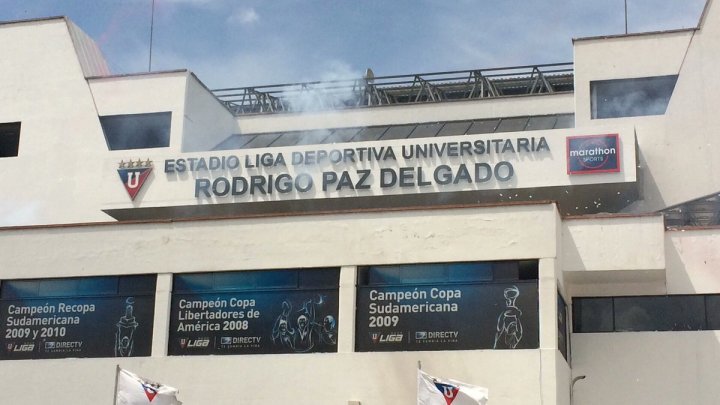 ESTADIO LIGA DEPORTIVA UNIVERSITARIA
RODRIGO PAZ DELGADO
U
marathon
SPORTS
Campeón Recopa
Sudamericana
2009 y 2010
LIGA DIRECTV
Campeón Copa
Libertadores de
América 2008
LIGA DIRECTV
Campeón Copa
Sudamericana
2009
LIGA DIRECTV
U
U